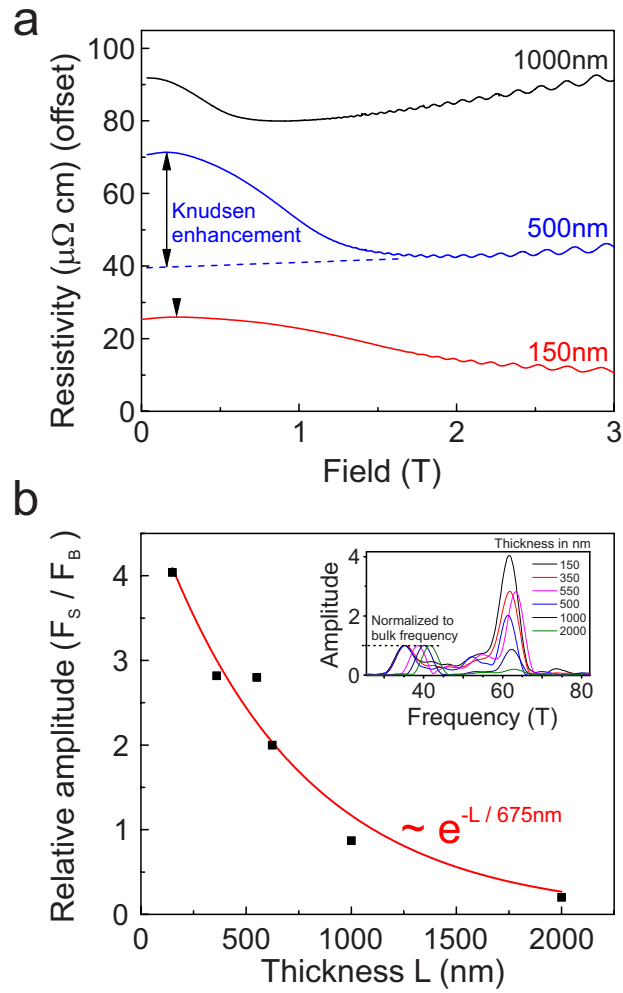 a
Resistivity (μΩ cm) (offset)
100
80
60
40
20
0
1000nm
Knudsen
enhancement
500nm
150nm
0
1
2
3
Field (T)
b
Relative amplitude (F_S / F_B)
4
3
2
1
0
Thickness in nm
4
2
0
Amplitude
Normalized to
bulk frequency
150
350
550
500
1000
2000
40
60
80
Frequency (T)
~ e^-L / 675nm
0
500
1000
1500
2000
Thickness L (nm)